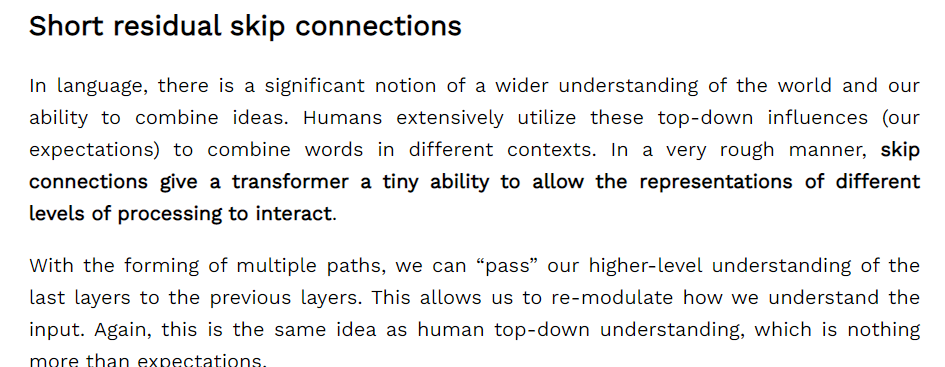 Short residual skip connections
In language, there is a significant notion of a wider understanding of the world and our
ability to combine ideas. Humans extensively utilize these top-down influences (our
expectations) to combine words in different contexts. In a very rough manner, skip
connections give a transformer a tiny ability to allow the representations of different
levels of processing to interact.
With the forming of multiple paths, we can “pass” our higher-level understanding of the
last layers to the previous layers. This allows us to re-modulate how we understand the
input. Again, this is the same idea as human top-down understanding, which is nothing
more than expectations.